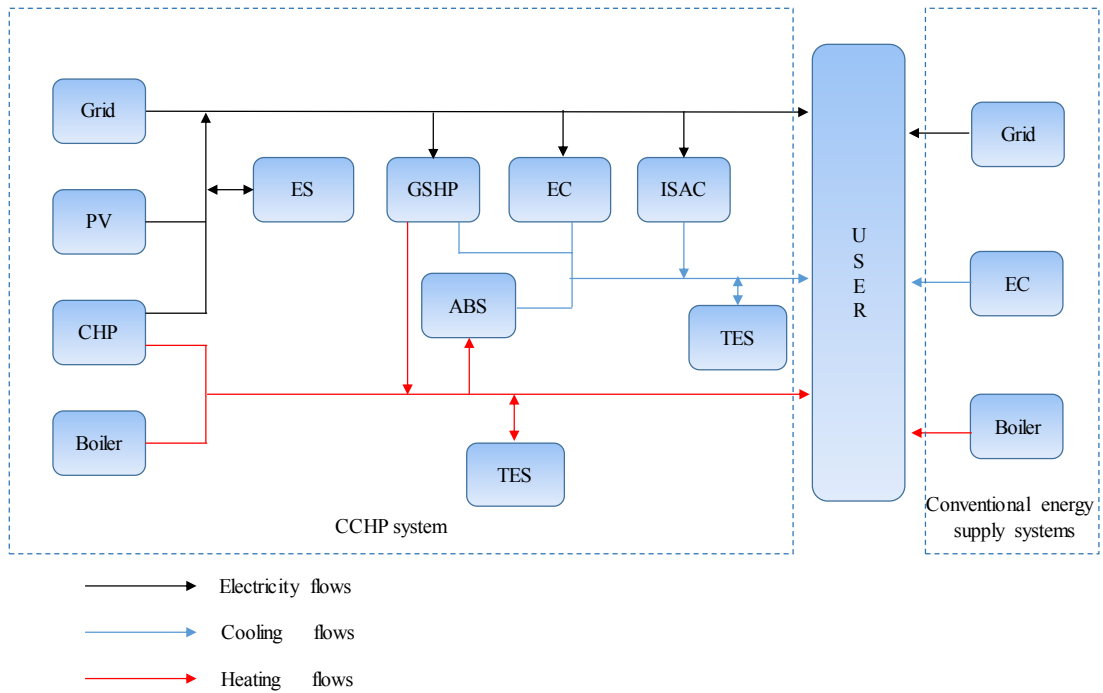 Grid
PV
CHP
Boiler
ES
GSHP
EC
ISAC
ABS
TES
TES
CCHP system
U
S
E
R
Grid
EC
Boiler
Conventional energy
supply systems
Electricity flows
Cooling flows
Heating flows